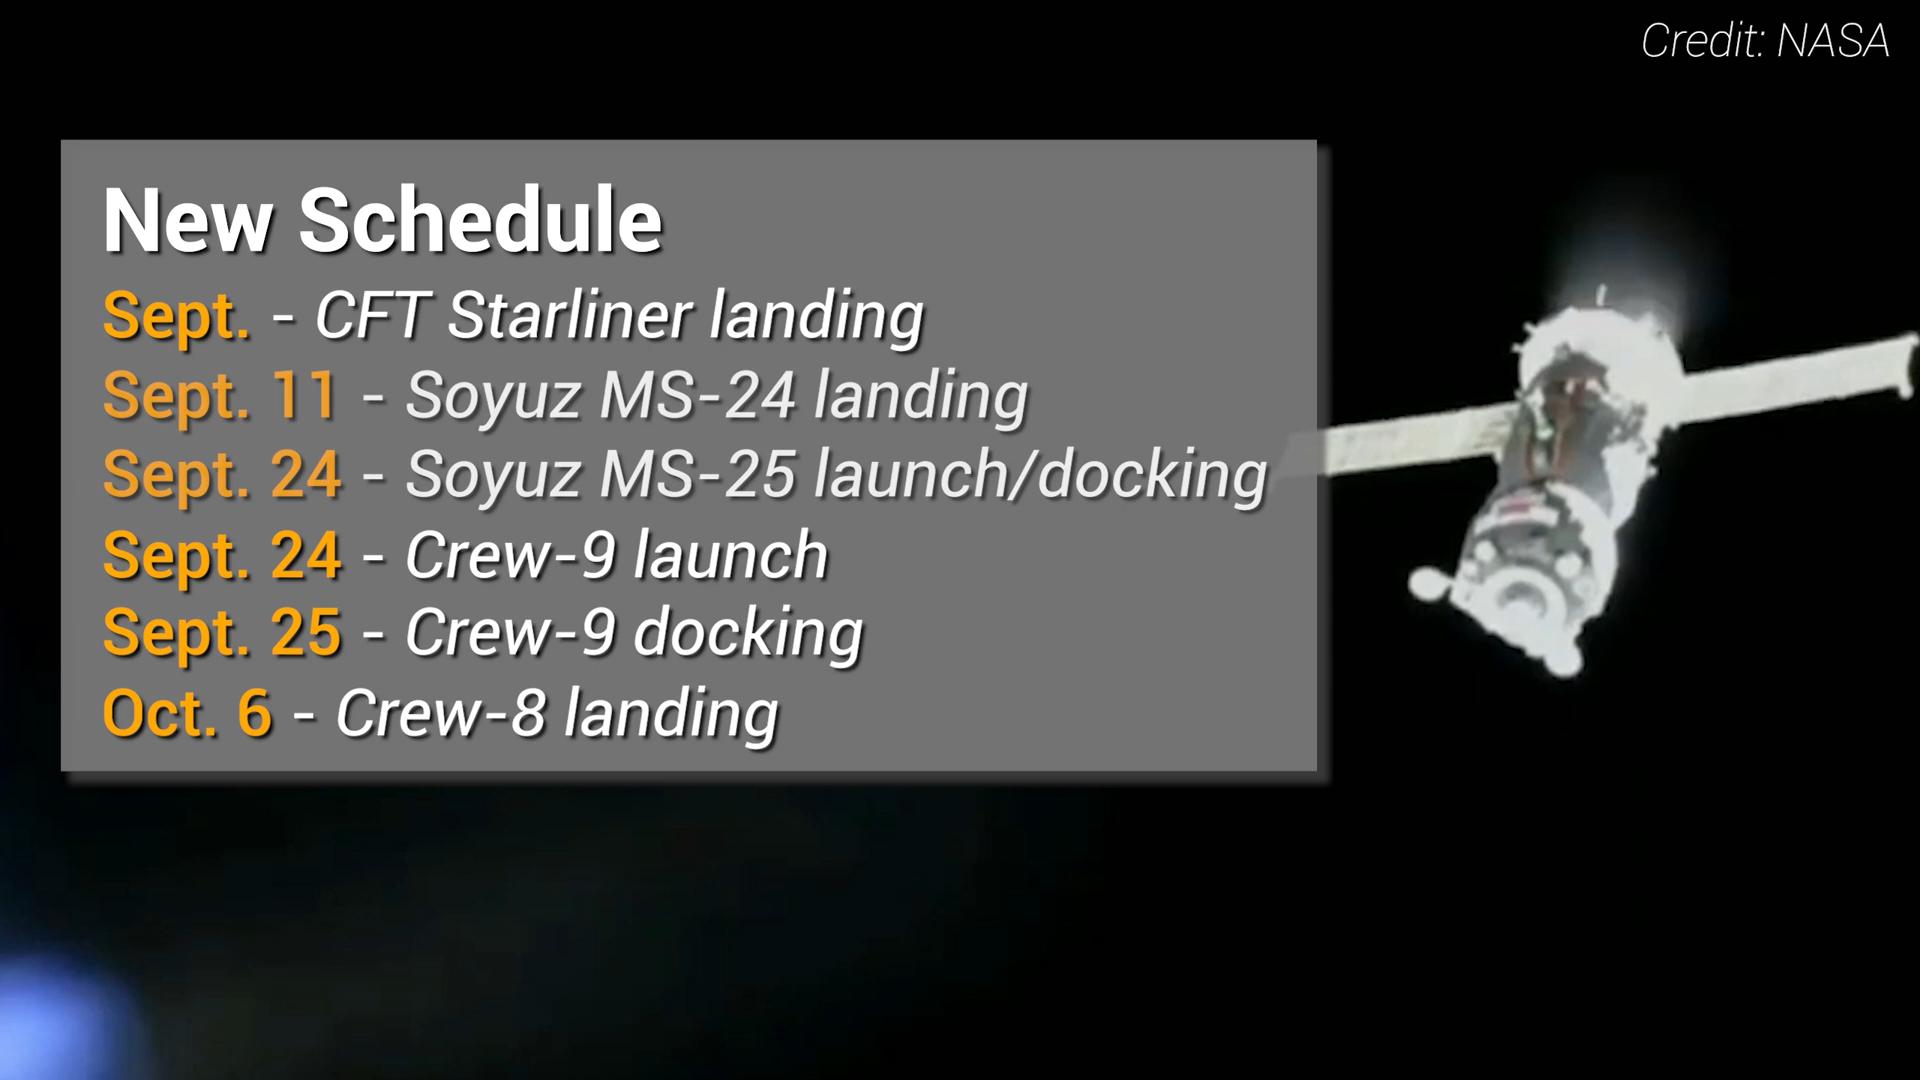 Credit: NASA
New Schedule
Sept. - CFT Starliner landing
Sept. 11 - Soyuz MS-24 landing
Sept. 24 - Soyuz MS-25 launch/docking
Sept. 24 - Crew-9 launch
Sept. 25 - Crew-9 docking
Oct. 6 - Crew-8 landing